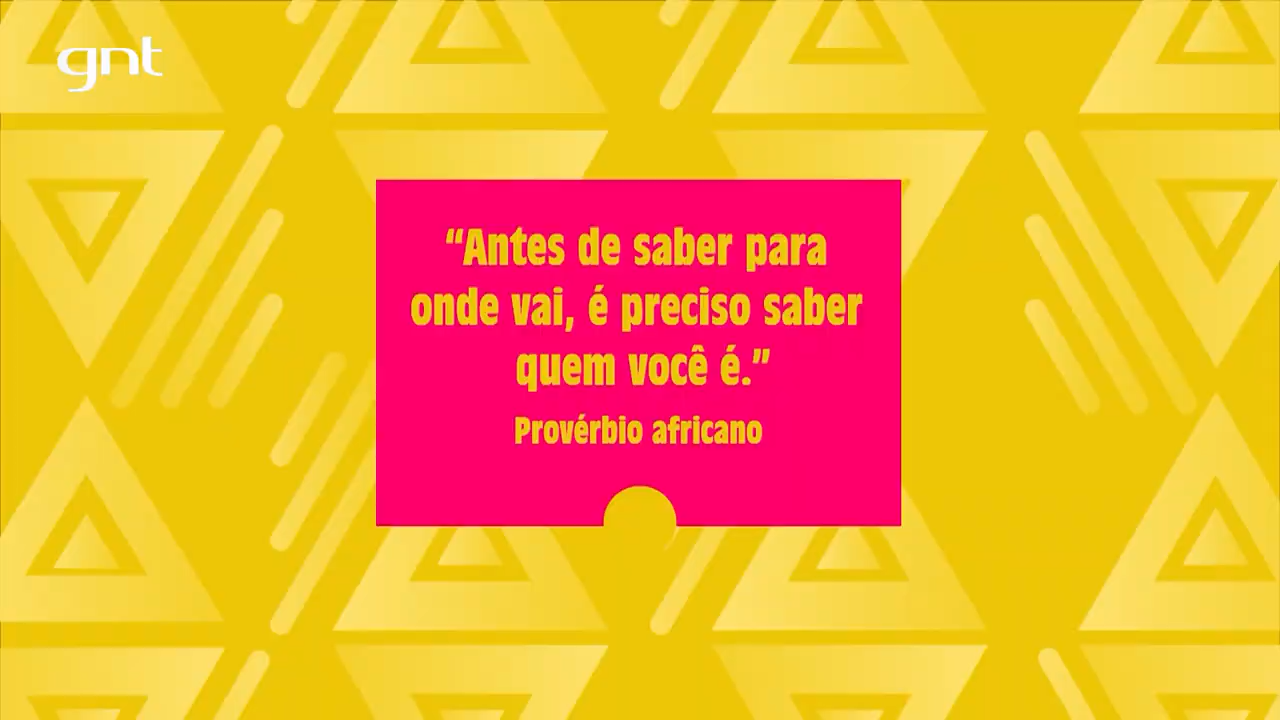 gnt
“Antes de saber para
onde vai, é preciso saber
quem você é.”
Provérbio africano